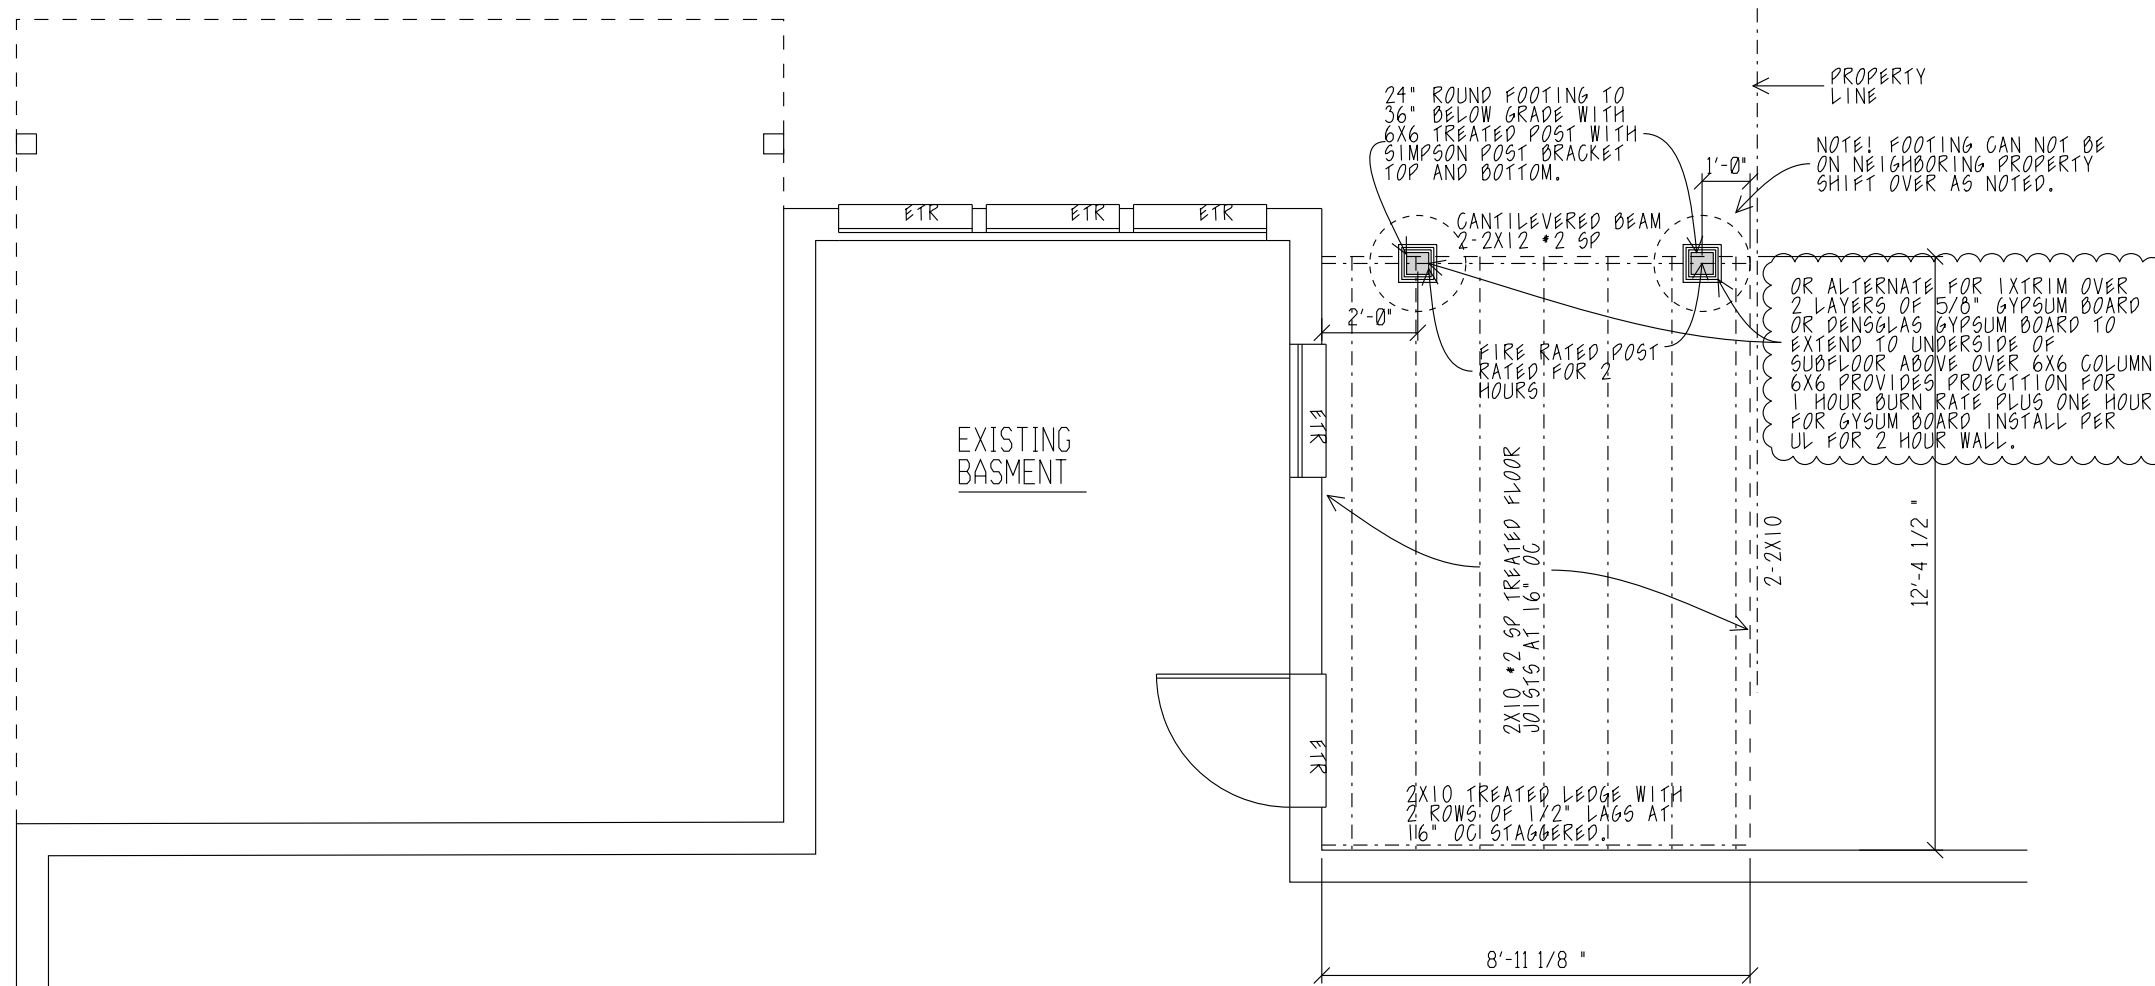 PROPERTY
LINE
24" ROUND FOOTING TO
36" BELOW GRADE WITH
6X6 TREATED POST WITH
SIMPSON POST BRACKET
TOP AND BOTTOM.
NOTE! FOOTING CAN NOT BE
ON NEIGHBORING PROPERTY
SHIFT OVER AS NOTED.
1'-0"
ETR
ETR
ETR
CANTILEVERED BEAM
2-2X12 #2 SP
OR ALTERNATE FOR 1XTRIM OVER
2 LAYERS OF 5/8" GYPSUM BOARD
OR DENSGLAS GYPSUM BOARD TO
EXTEND TO UNDERSIDE OF
SUBFLOOR ABOVE OVER 6X6 COLUMN
6X6 PROVIDES PROECTTION FOR
1 HOUR BURN RATE PLUS ONE HOUR
FOR GYSUM BOARD INSTALL PER
UL FOR 2 HOUR WALL.
2'-0"
FIRE RATED POST
RATED FOR 2
HOURS
ETR
EXISTING
BASMENT
2X10 #2 SP TREATED FLOOR
JOISTS AT 16" OC
2-2X10
12'-4 1/2 "
ETR
2X10 TREATED LEDGE WITH
2 ROWS OF 1/2" LAGS AT
16" OC STAGGERED.
8'-11 1/8 "